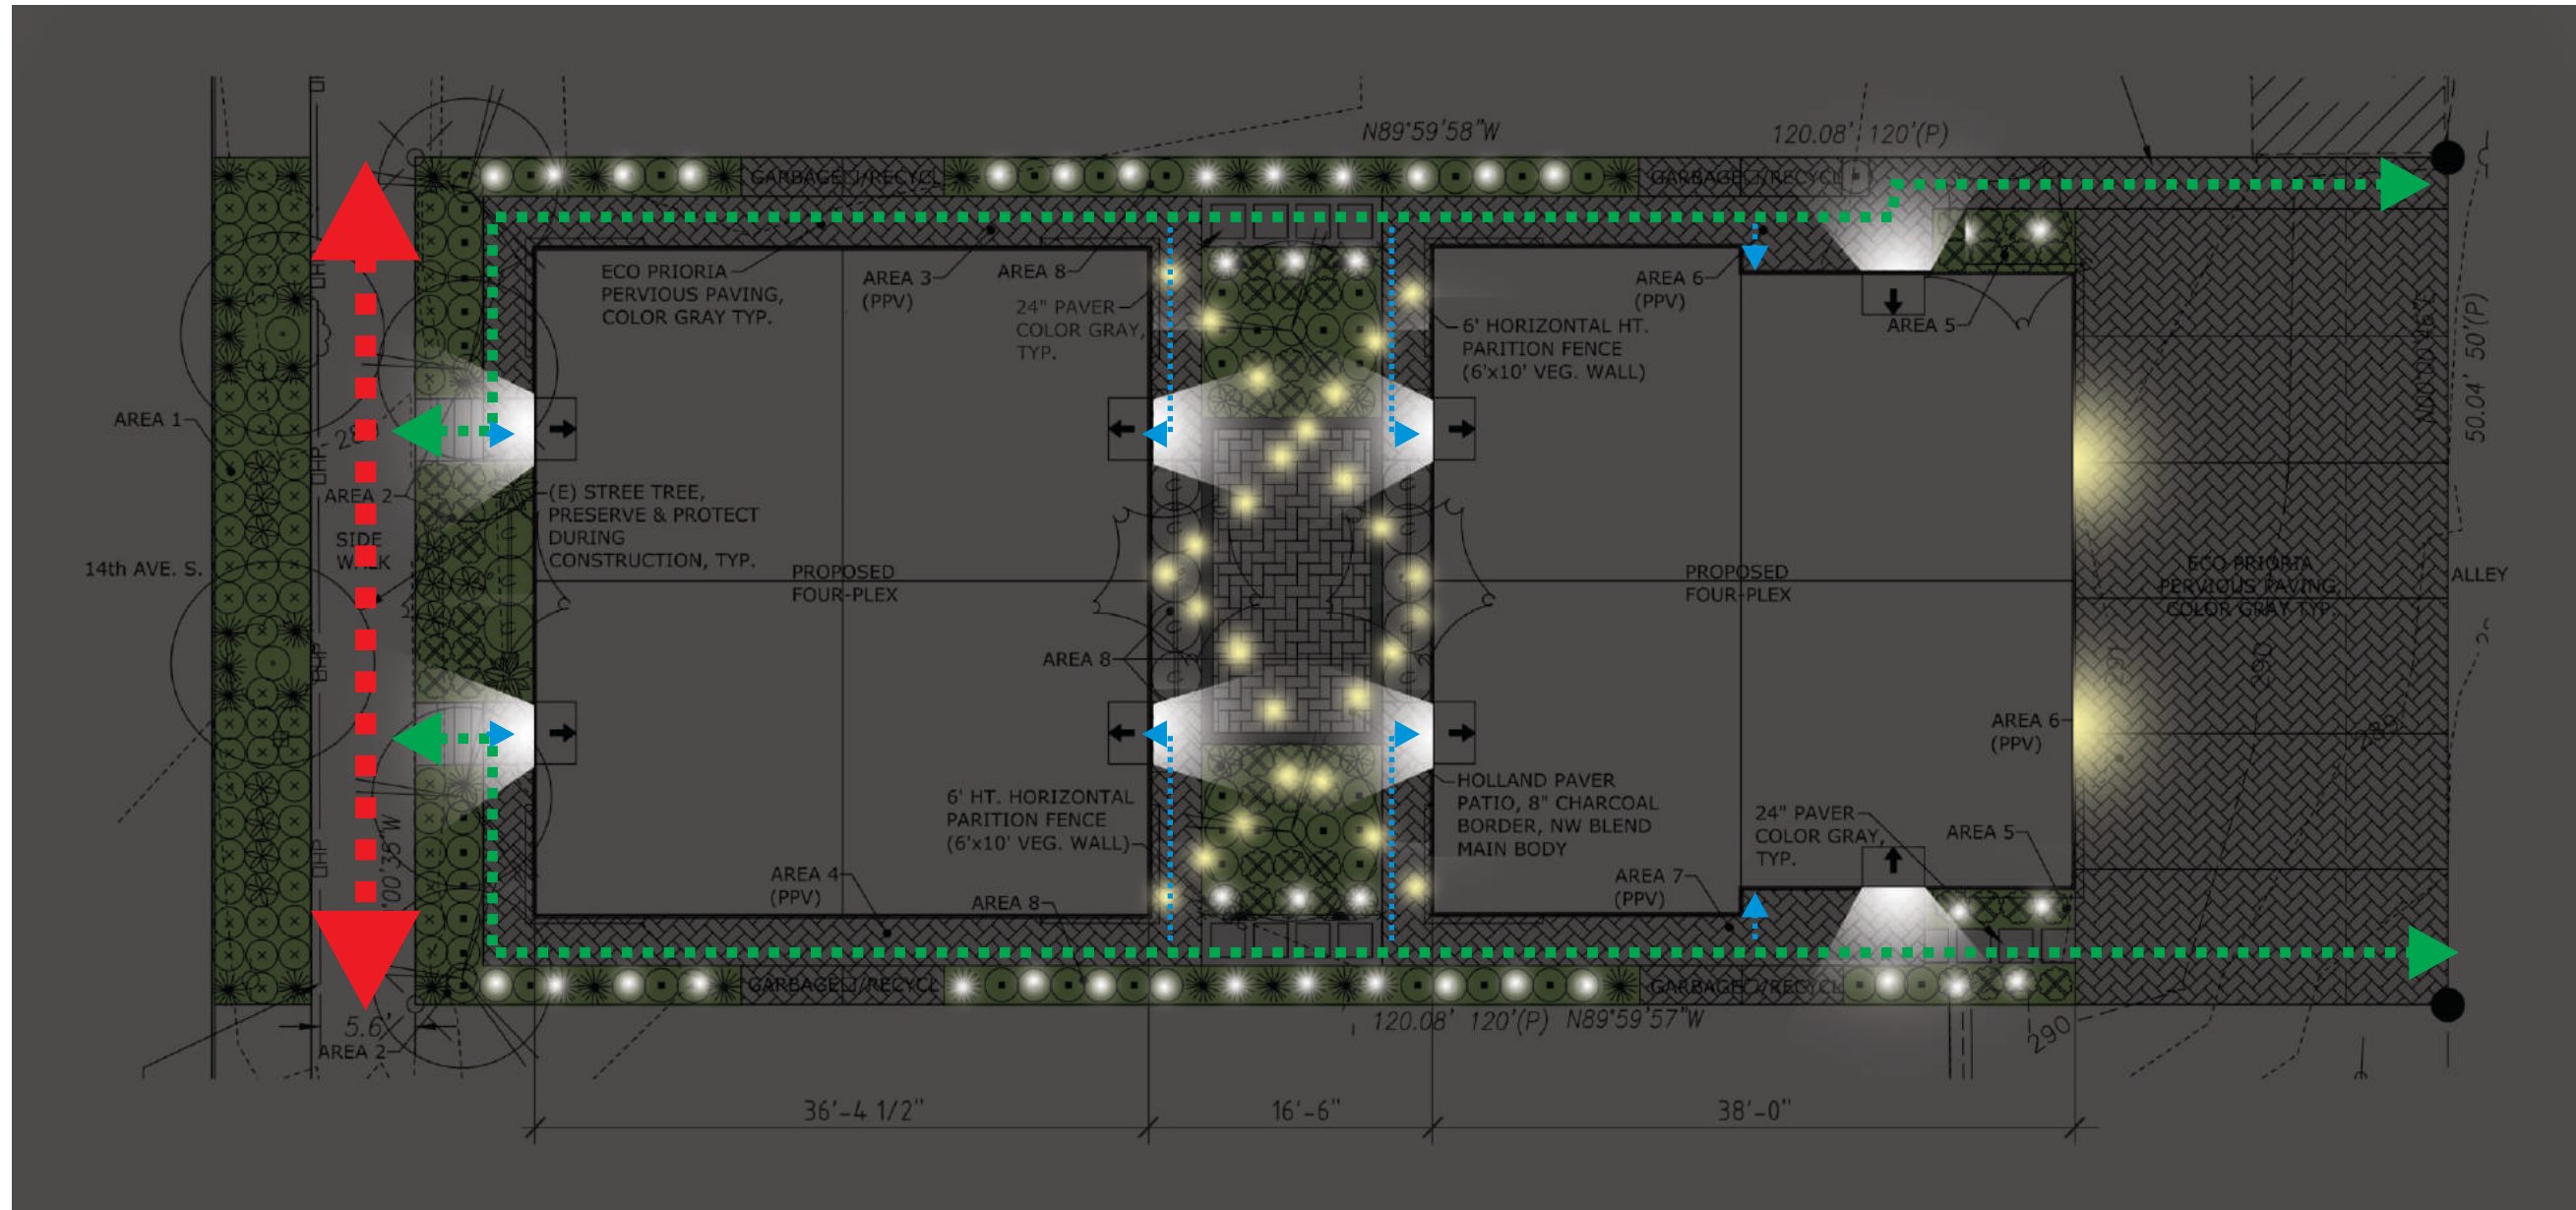 N89°59'58"W
120.08' 120'(P)
GARBAGE/RECYCL
GARBAGE/RECYCL
ECO PRIORIA
PERVIOUS PAVING,
COLOR GRAY TYP.
AREA 3
(PPV)
AREA 8
24" PAVER
COLOR GRAY,
TYP.
6' HORIZONTAL HT.
PARITION FENCE
(6'x10' VEG. WALL)
AREA 6
(PPV)
AREA 5
50.04' 50'(P)
AREA 1
AREA 2
SIDE
14th AVE. S.
(E) STREE TREE,
PRESERVE & PROTECT
DURING
CONSTRUCTION, TYP.
PROPOSED
FOUR-PLEX
PROPOSED
FOUR-PLEX
ECO PRIORIA
PERVIOUS PAVING,
COLOR GRAY TYP.
ALLEY
AREA 8
290
290
289
AREA 6
(PPV)
6' HT. HORIZONTAL
PARITION FENCE
(6'x10' VEG. WALL)
HOLLAND PAVER
PATIO, 8" CHARCOAL
BORDER, NW BLEND
MAIN BODY
24" PAVER
COLOR GRAY,
TYP.
AREA 5
AREA 4
(PPV)
AREA 8
AREA 7
(PPV)
GARBAGE/RECYCL
GARBAGE/RECYCL
5.6'
AREA 2
120.08' 120'(P) N89°59'57"W
290
36'-4 1/2"
16'-6"
38'-0"